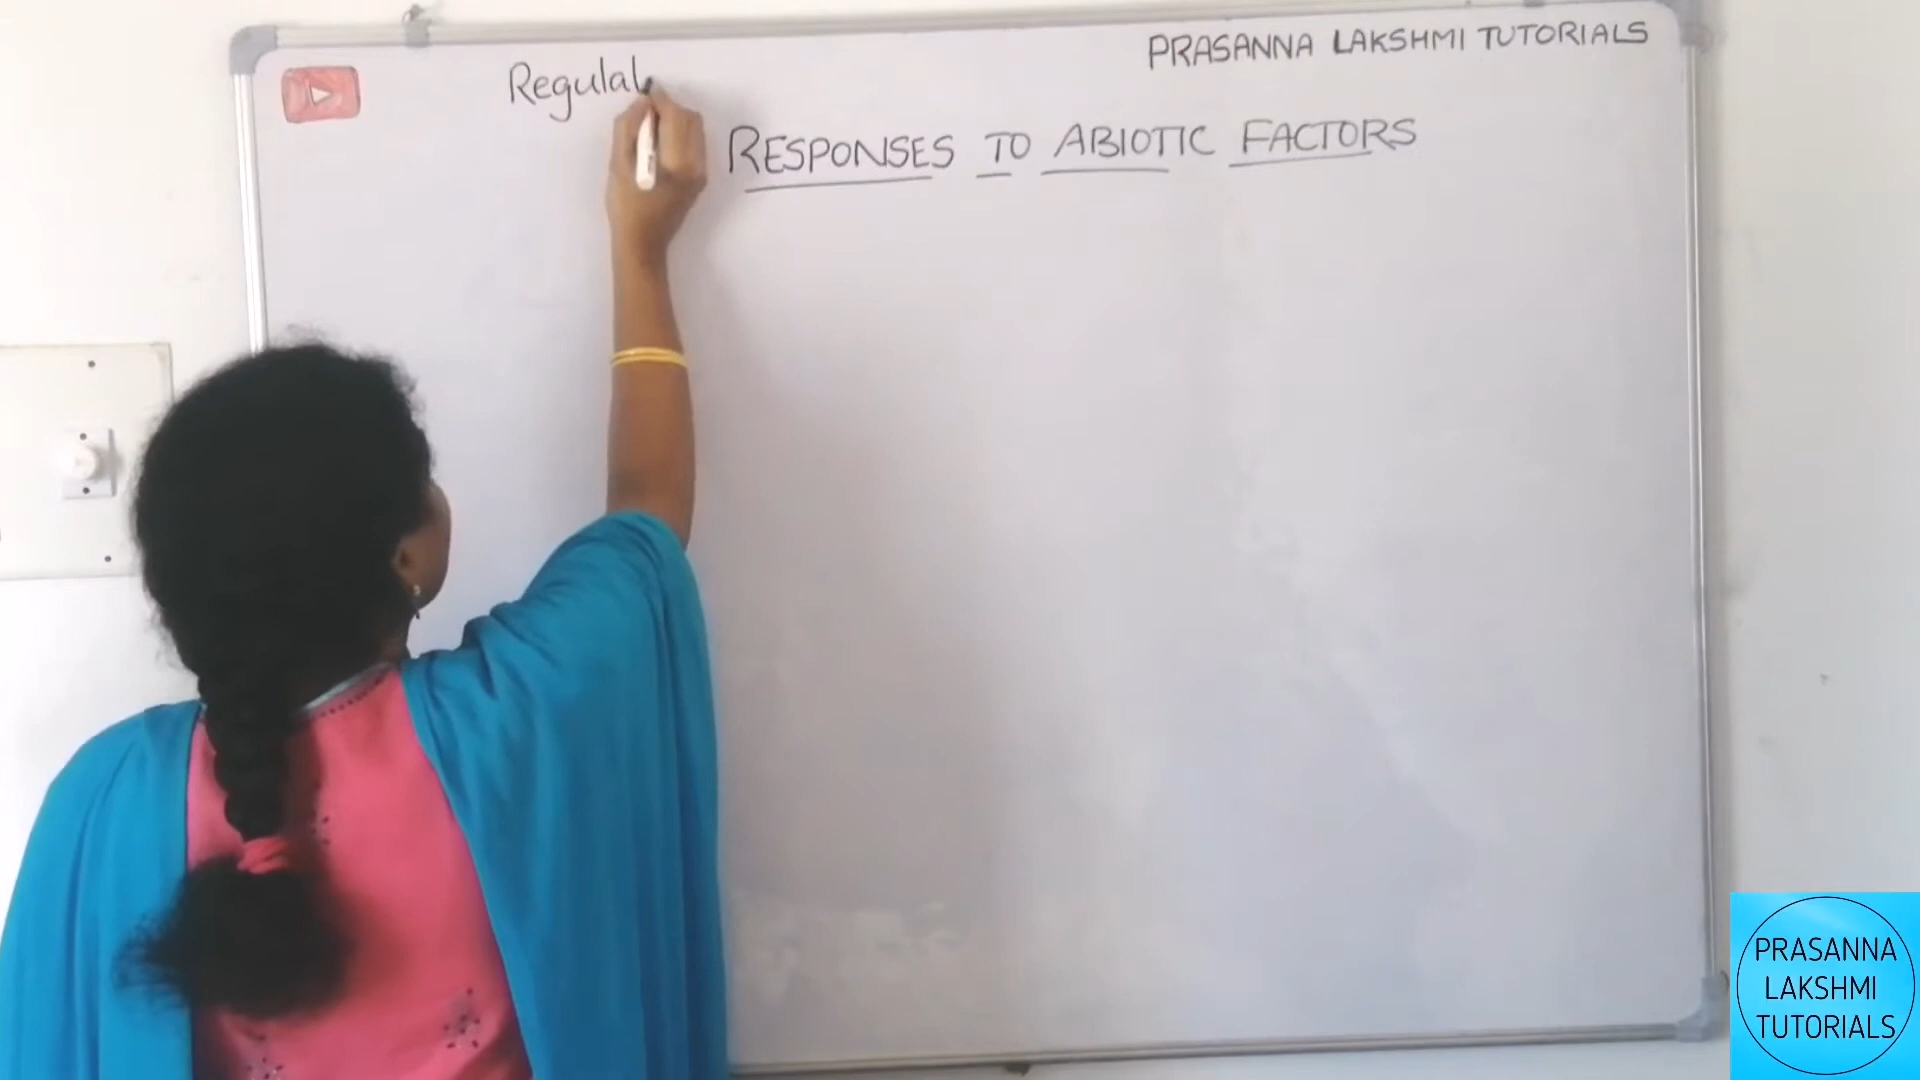 PRASANNA LAKSHMI TUTORIALS
Regulat
RESPONSES TO ABIOTIC FACTORS
PRASANNA
LAKSHMI
TUTORIALS